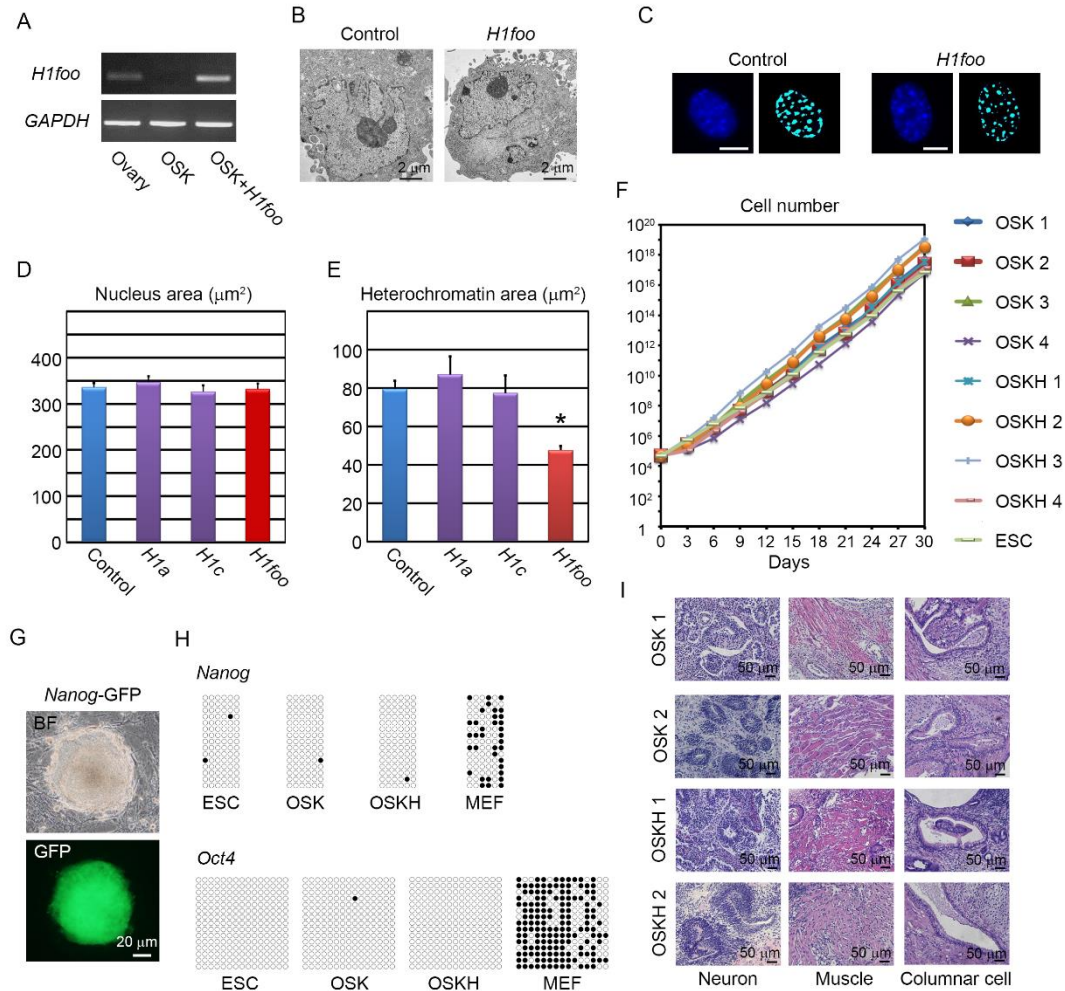 A
H1foo
GAPDH
Ovary
OSK
OSK+H1foo
B
Control
H1foo
2 μm
2 μm
C
Control
H1foo
D
Nucleus area (μm²)
400
300
200
300
0
Control
H1a
H1c
H1foo
E
Heterochromatin area (μm²)
100
80
60
40
20
0
*
Control
H1a
H1c
H1foo
F
Cell number
10²⁰
10¹⁸
10¹⁶
10¹⁴
10¹²
10¹⁰
10⁸
10⁶
10⁴
10²
1
0 3 6 9 12 15 18 21 24 27 30
Days
OSK 1
OSK 2
OSK 3
OSK 4
OSKH 1
OSKH 2
OSKH 3
OSKH 4
ESC
G
Nanog-GFP
BF
GFP
20 μm
H
Nanog
ESC OSK OSKH MEF
Oct4
ESC OSK OSKH MEF
I
OSK 1
50 μm 50 μm 50 μm
OSK 2
50 μm 50 μm 50 μm
OSKH 1
50 μm 50 μm 50 μm
OSKH 2
50 μm 50 μm 50 μm
Neuron Muscle Columnar cell